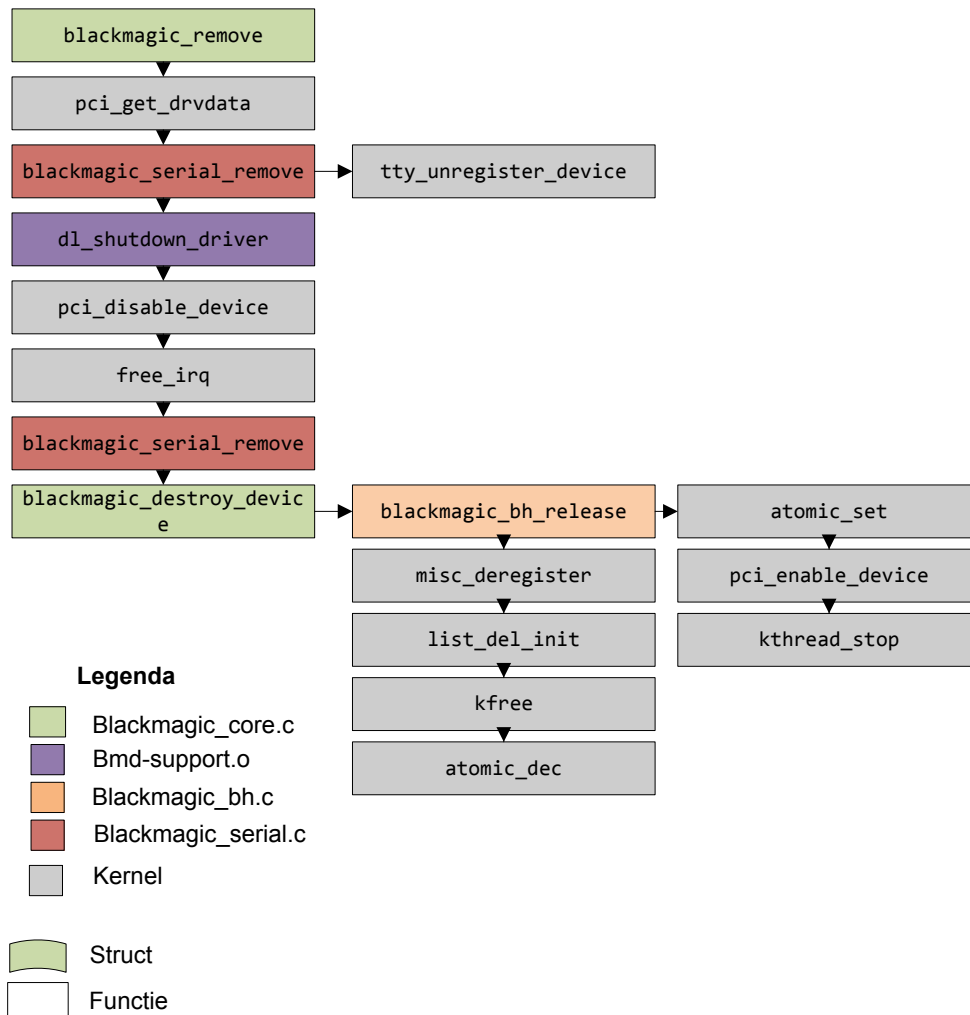 blackmagic_remove
pci_get_drvdata
blackmagic_serial_remove
tty_unregister_device
dl_shutdown_driver
pci_disable_device
free_irq
blackmagic_serial_remove
blackmagic_destroy_devic
e
blackmagic_bh_release
atomic_set
misc_deregister
pci_enable_device
list_del_init
kthread_stop
kfree
atomic_dec
Legenda
Blackmagic_core.c
Bmd-support.o
Blackmagic_bh.c
Blackmagic_serial.c
Kernel
Struct
Functie